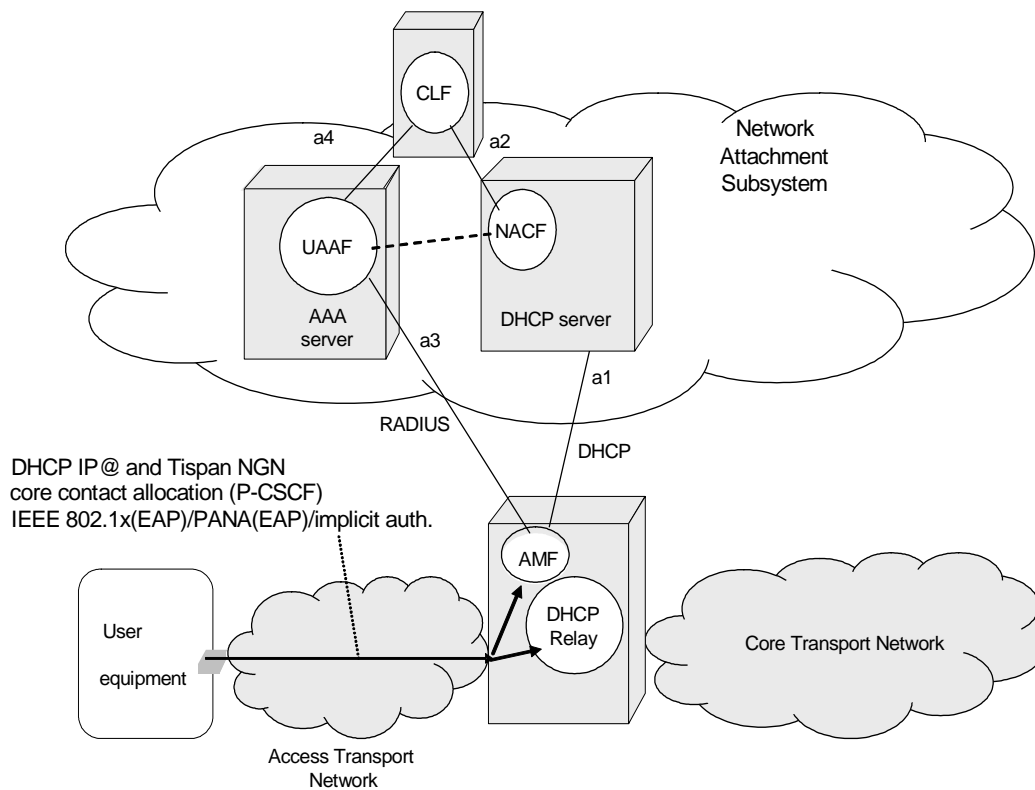 CLF
a4
a2
Network
Attachment
Subsystem
UAAF
NACF
AAA
server
DHCP server
a3
a1
RADIUS
DHCP
DHCP IP@ and Tispan NGN
core contact allocation (P-CSCF)
IEEE 802.1x(EAP)/PANA(EAP)/implicit auth.
AMF
DHCP
Relay
User
equipment
Core Transport Network
Access Transport
Network